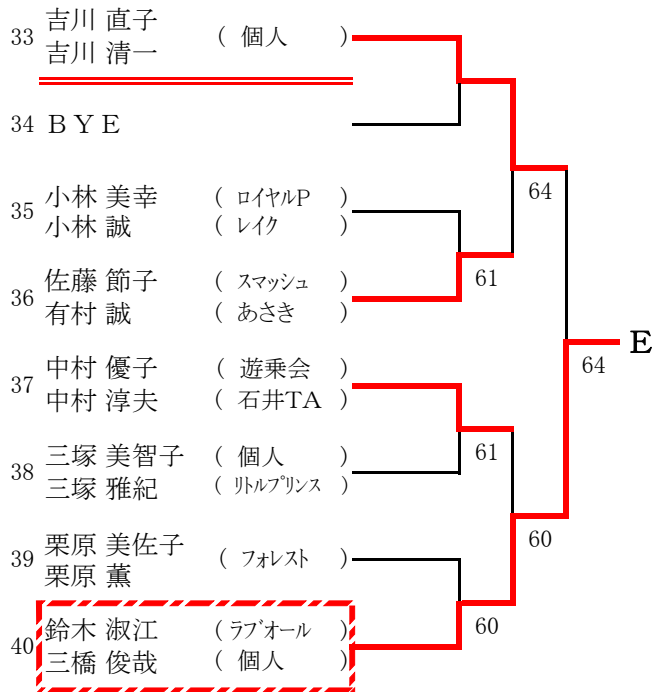 33 吉川 直子 ( 個人 )
吉川 清一
34 ＢＹＥ
35 小林 美幸 ( ロイヤルP )
小林 誠 ( レイク )
36 佐藤 節子 ( スマッシュ )
有村 誠 ( あさき )
37 中村 優子 ( 遊乗会 )
中村 淳夫 ( 石井TA )
38 三塚 美智子 ( 個人 )
三塚 雅紀 ( リトルプリンス )
39 栗原 美佐子 ( フォレスト )
栗原 薫
40 鈴木 淑江 ( ラブオール )
三橋 俊哉 ( 個人 )
64
61
E
64
61
60
60